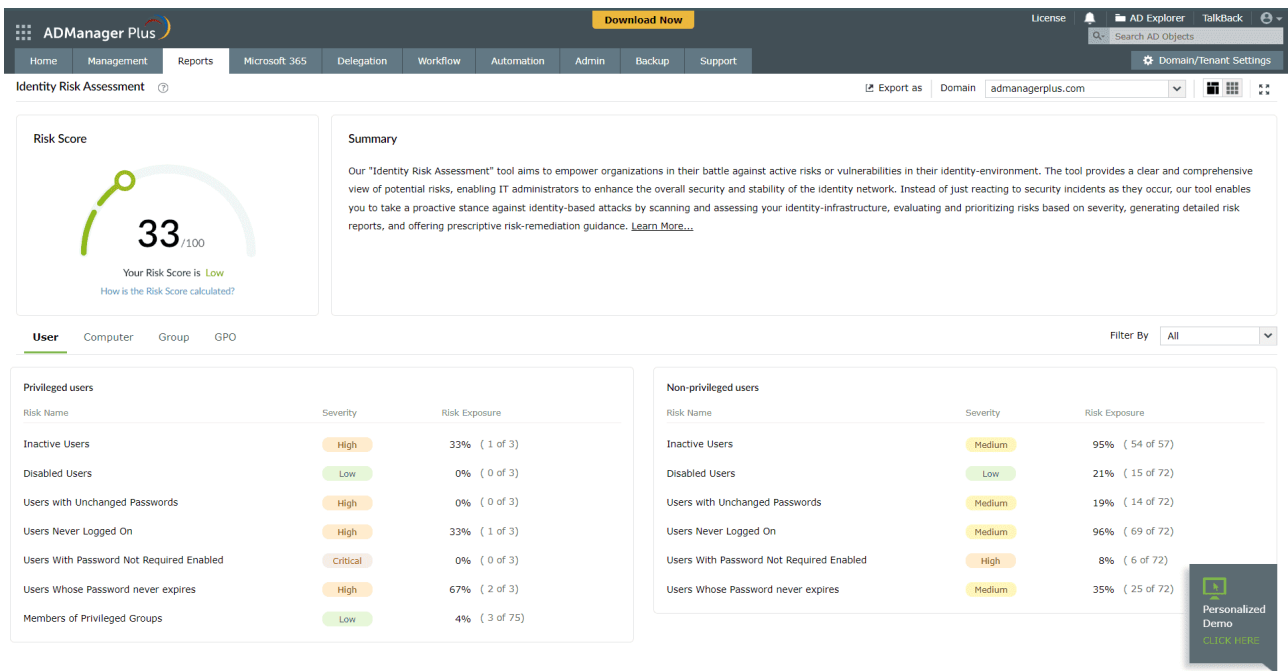 Download Now
License AD Explorer TalkBack
ADManager Plus
Search AD Objects
Home Management Reports Microsoft 365 Delegation Workflow Automation Admin Backup Support Domain/Tenant Settings
Identity Risk Assessment ? Export as Domain admanagerplus.com
Risk Score
33/100
Your Risk Score is Low
How is the Risk Score calculated?
Summary
Our "Identity Risk Assessment" tool aims to empower organizations in their battle against active risks or vulnerabilities in their identity-environment. The tool provides a clear and comprehensive
view of potential risks, enabling IT administrators to enhance the overall security and stability of the identity network. Instead of just reacting to security incidents as they occur, our tool enables
you to take a proactive stance against identity-based attacks by scanning and assessing your identity-infrastructure, evaluating and prioritizing risks based on severity, generating detailed risk
reports, and offering prescriptive risk-remediation guidance. Learn More...
User Computer Group GPO Filter By All
Privileged users
Risk Name Severity Risk Exposure
Inactive Users High 33% ( 1 of 3)
Disabled Users Low 0% ( 0 of 3)
Users with Unchanged Passwords High 0% ( 0 of 3)
Users Never Logged On High 33% ( 1 of 3)
Users With Password Not Required Enabled Critical 0% ( 0 of 3)
Users Whose Password never expires High 67% ( 2 of 3)
Members of Privileged Groups Low 4% ( 3 of 75)
Non-privileged users
Risk Name Severity Risk Exposure
Inactive Users Medium 95% ( 54 of 57)
Disabled Users Low 21% ( 15 of 72)
Users with Unchanged Passwords Medium 19% ( 14 of 72)
Users Never Logged On Medium 96% ( 69 of 72)
Users With Password Not Required Enabled High 8% ( 6 of 72)
Users Whose Password never expires Medium 35% ( 25 of 72)
Personalized
Demo
CLICK HERE